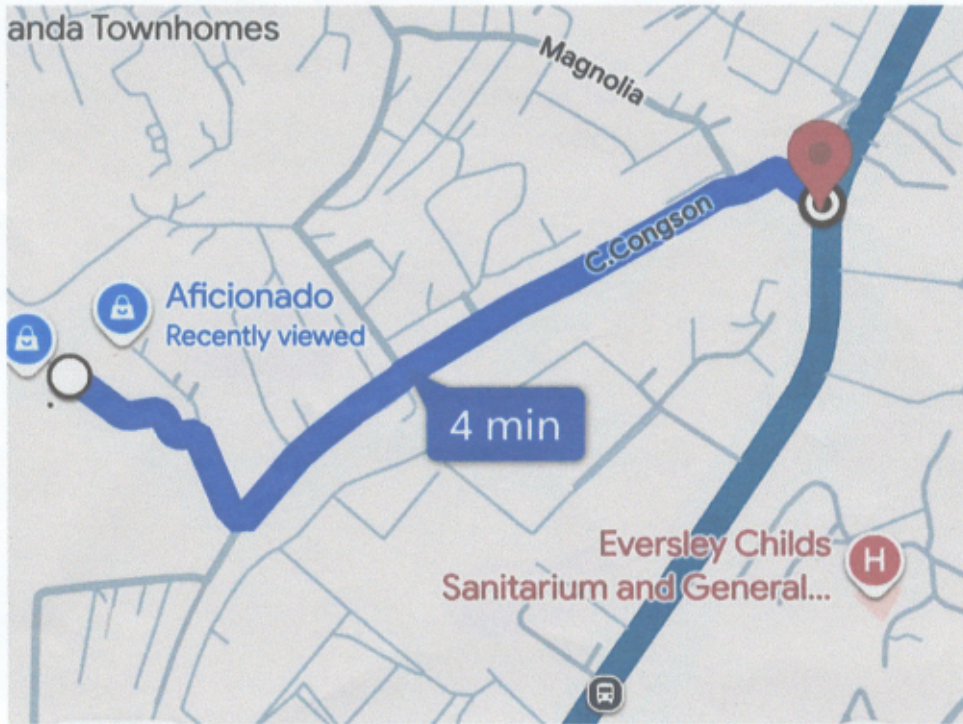 anda Townhomes
Magnolia
C.Congson
Aficionado
Recently viewed
4 min
Eversley Childs
Sanitarium and General...
H